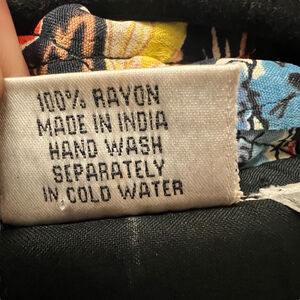 100% RAYON
MADE IN INDIA
HAND WASH
SEPARATELY
IN COLD WATER